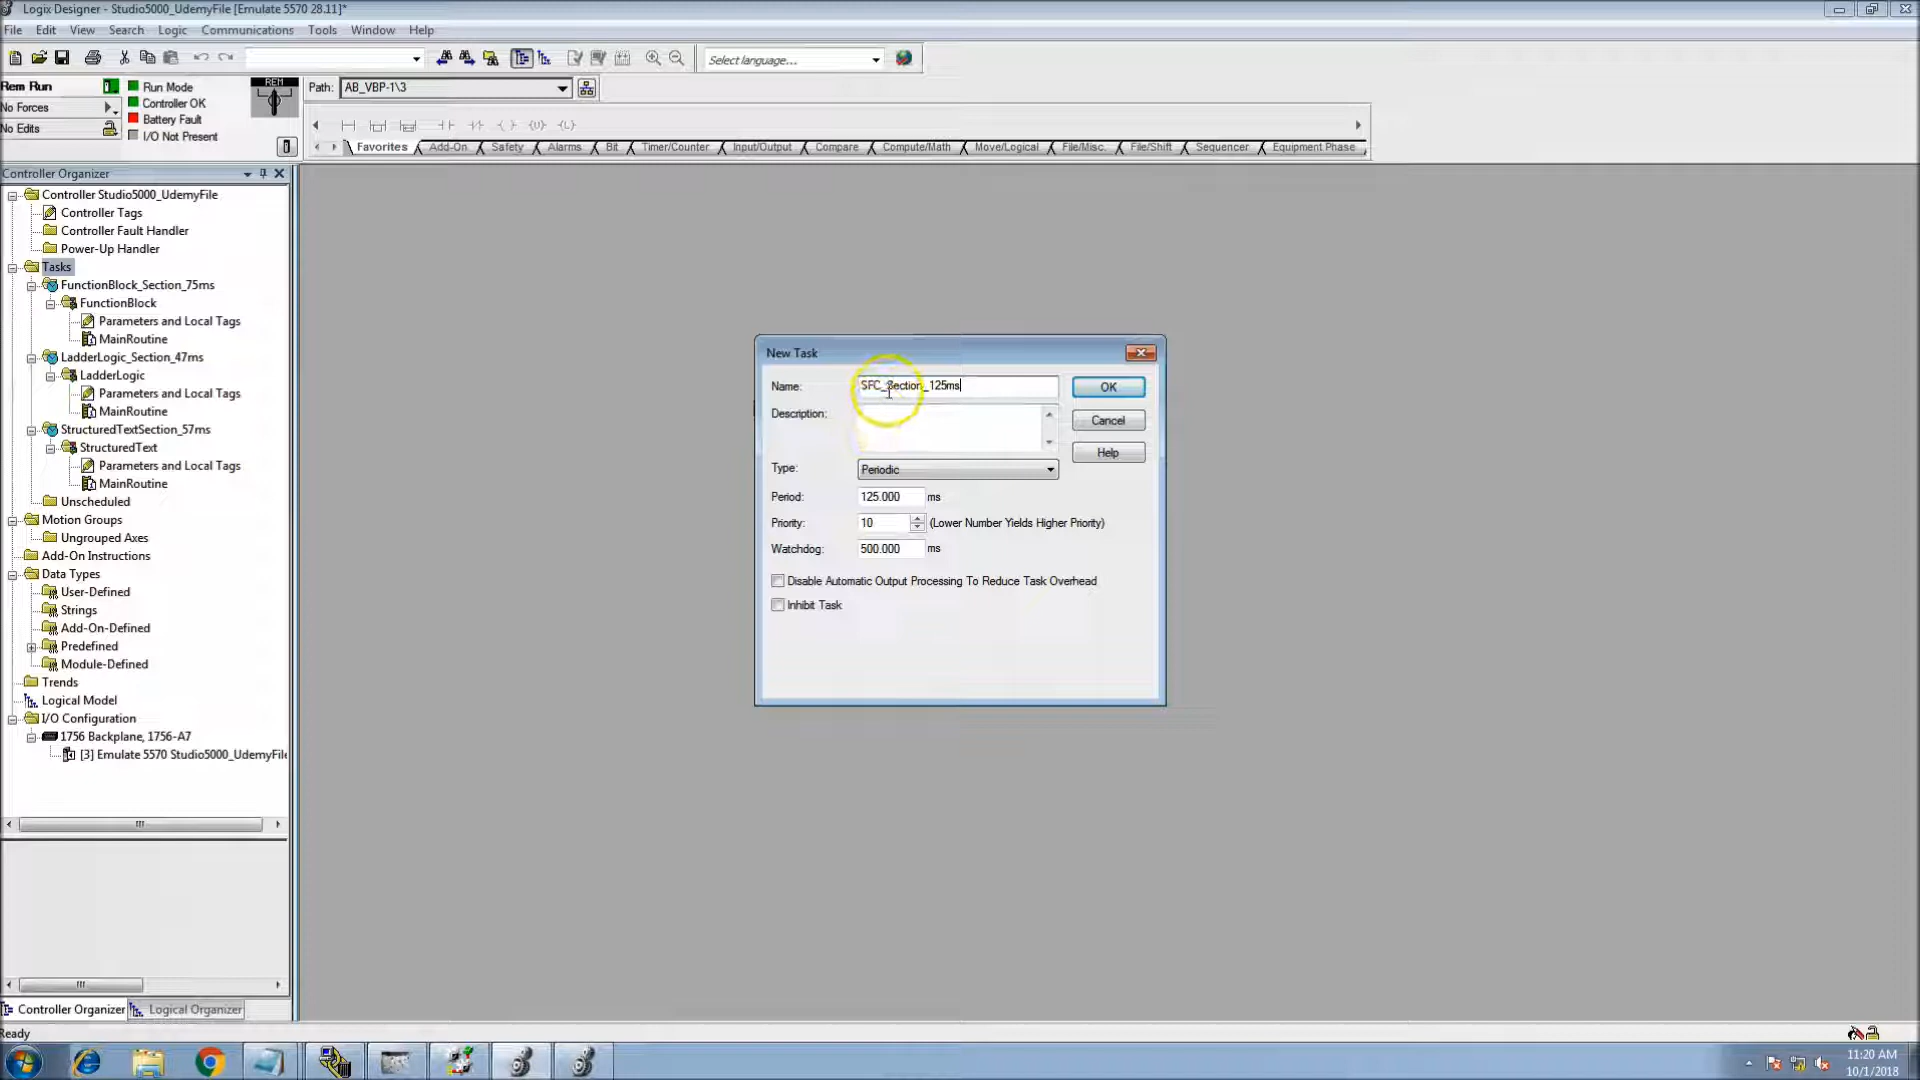 Logix Designer - Studio5000_UdemyFile [Emulate 5570 28.11]*
File Edit View Search Logic Communications Tools Window Help
Select language...
Rem Run
No Forces
No Edits
Run Mode
Controller OK
Battery Fault
I/O Not Present
REM
Path: AB_VBP-1\3
Favorites Add-On Safety Alarms Bit Timer/Counter Input/Output Compare Compute/Math Move/Logical File/Misc. File/Shift Sequencer Equipment Phase
Controller Organizer
Controller Studio5000_UdemyFile
Controller Tags
Controller Fault Handler
Power-Up Handler
Tasks
FunctionBlock_Section_75ms
FunctionBlock
Parameters and Local Tags
MainRoutine
LadderLogic_Section_47ms
LadderLogic
Parameters and Local Tags
MainRoutine
StructuredTextSection_57ms
StructuredText
Parameters and Local Tags
MainRoutine
Unscheduled
Motion Groups
Ungrouped Axes
Add-On Instructions
Data Types
User-Defined
Strings
Add-On-Defined
Predefined
Module-Defined
Trends
Logical Model
I/O Configuration
1756 Backplane, 1756-A7
[3] Emulate 5570 Studio5000_UdemyFile
New Task
Name: SFC_Section_125ms
OK
Description:
Cancel
Help
Type: Periodic
Period: 125.000 ms
Priority: 10 (Lower Number Yields Higher Priority)
Watchdog: 500.000 ms
Disable Automatic Output Processing To Reduce Task Overhead
Inhibit Task
Controller Organizer Logical Organizer
Ready
11:20 AM
10/1/2018